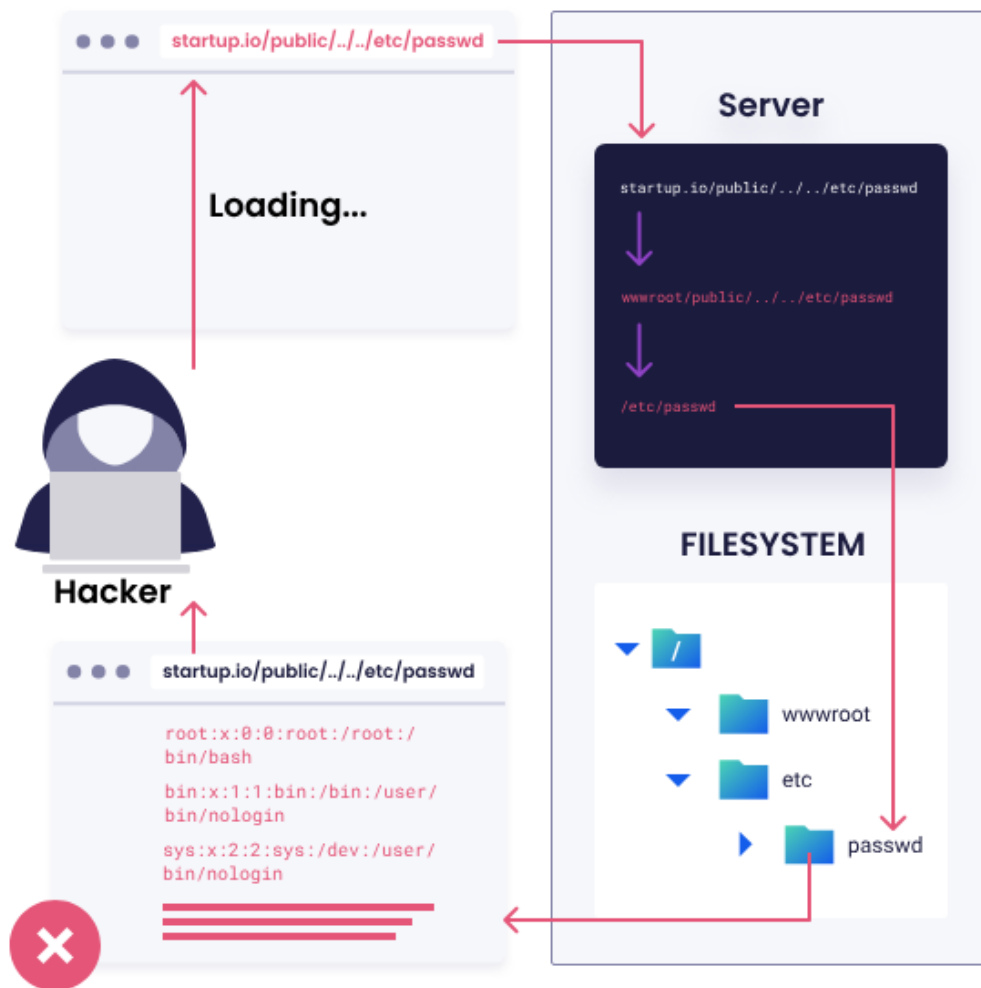 startup.io/public/../../etc/passwd
Loading...
Hacker
startup.io/public/../../etc/passwd
root:x:0:0:root:/root:/
bin/bash
bin:x:1:1:bin:/bin:/user/
bin/nologin
sys:x:2:2:sys:/dev:/user/
bin/nologin
Server
startup.io/public/../../etc/passwd
wwwroot/public/../../etc/passwd
/etc/passwd
FILESYSTEM
/
wwwroot
etc
passwd